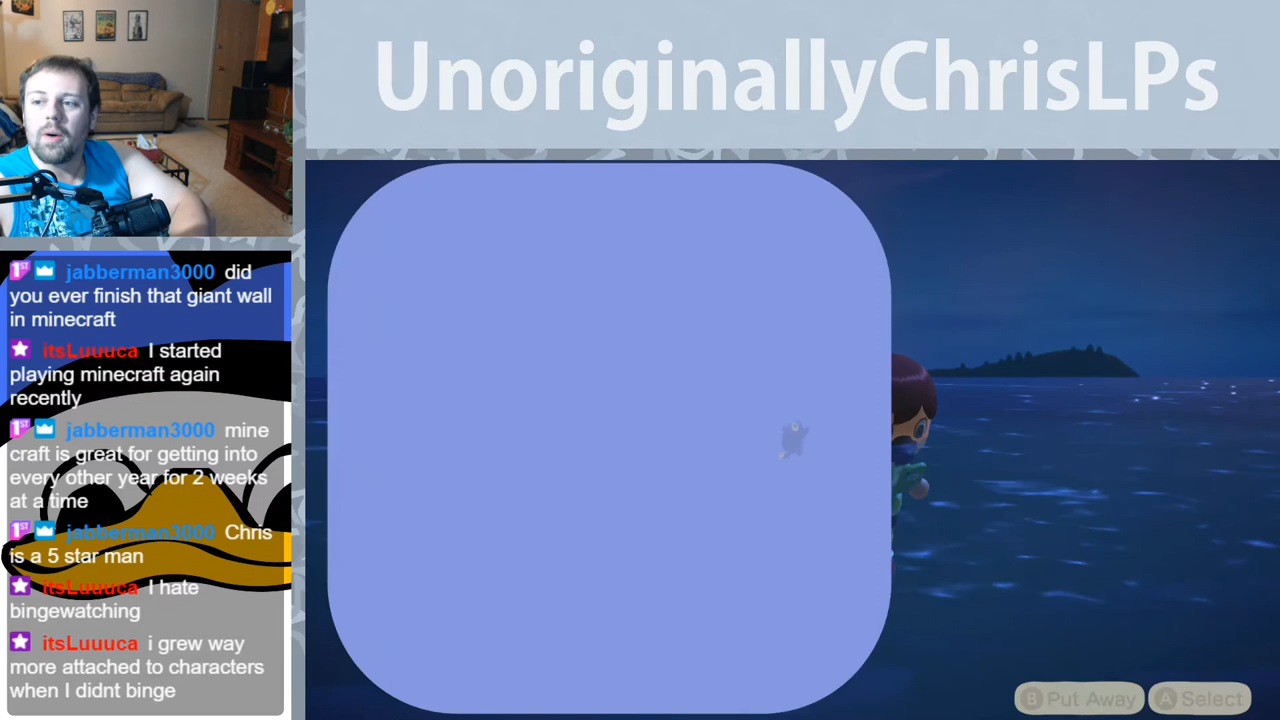 UnoriginallyChrisLPs
jabberman3000 did
you ever finish that giant wall
in minecraft
itsLuuuca I started
playing minecraft again
recently
jabberman3000 mine
craft is great for getting into
every other year for 2 weeks
at a time
jabberman3000 Chris
is a 5 star man
itsLuuuca I hate
bingewatching
itsLuuuca i grew way
more attached to characters
when I didnt binge
B Put Away A Select